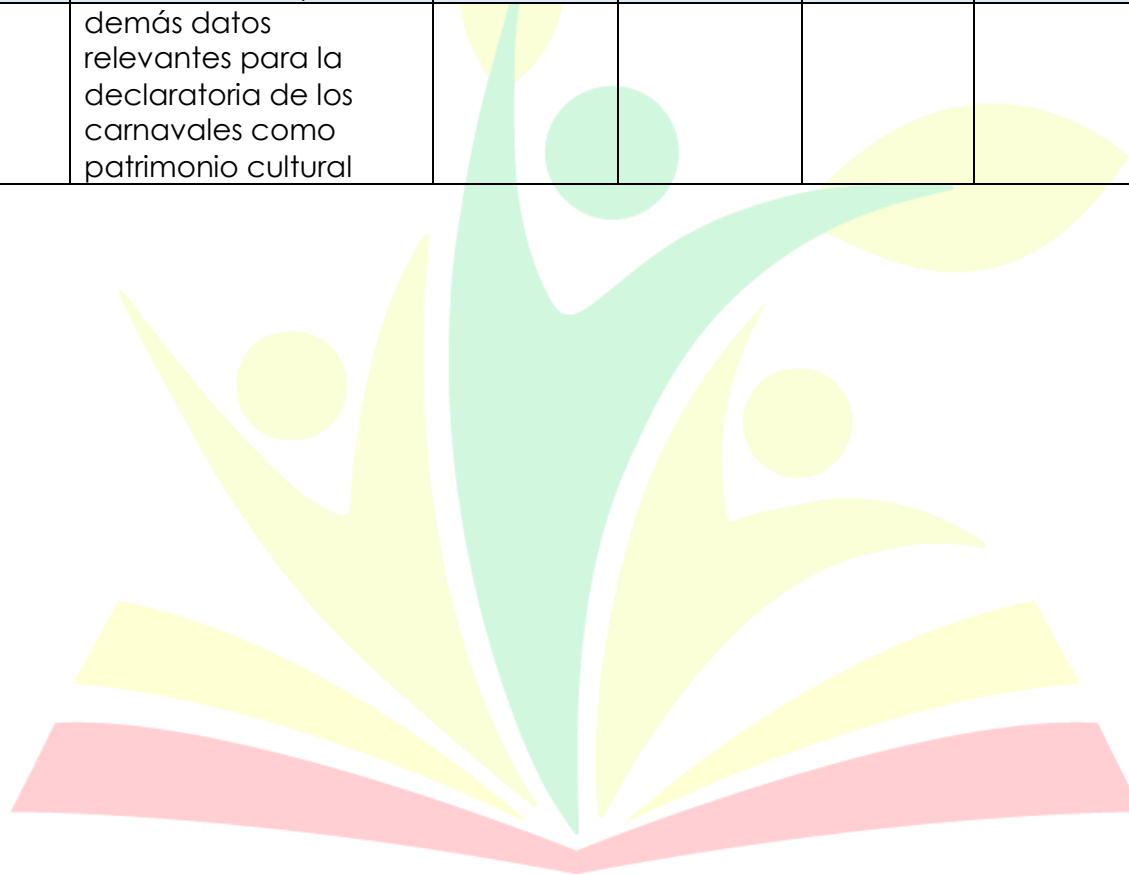 demás datos
relevantes para la
declaratoria de los
carnavales como
patrimonio cultural